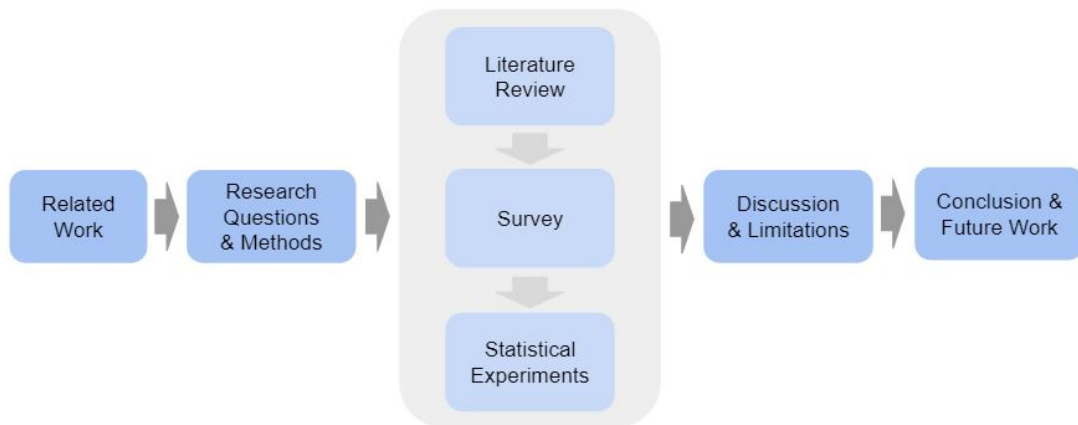 Related
Work
Research
Questions
& Methods
Literature
Review
Survey
Statistical
Experiments
Discussion
& Limitations
Conclusion &
Future Work